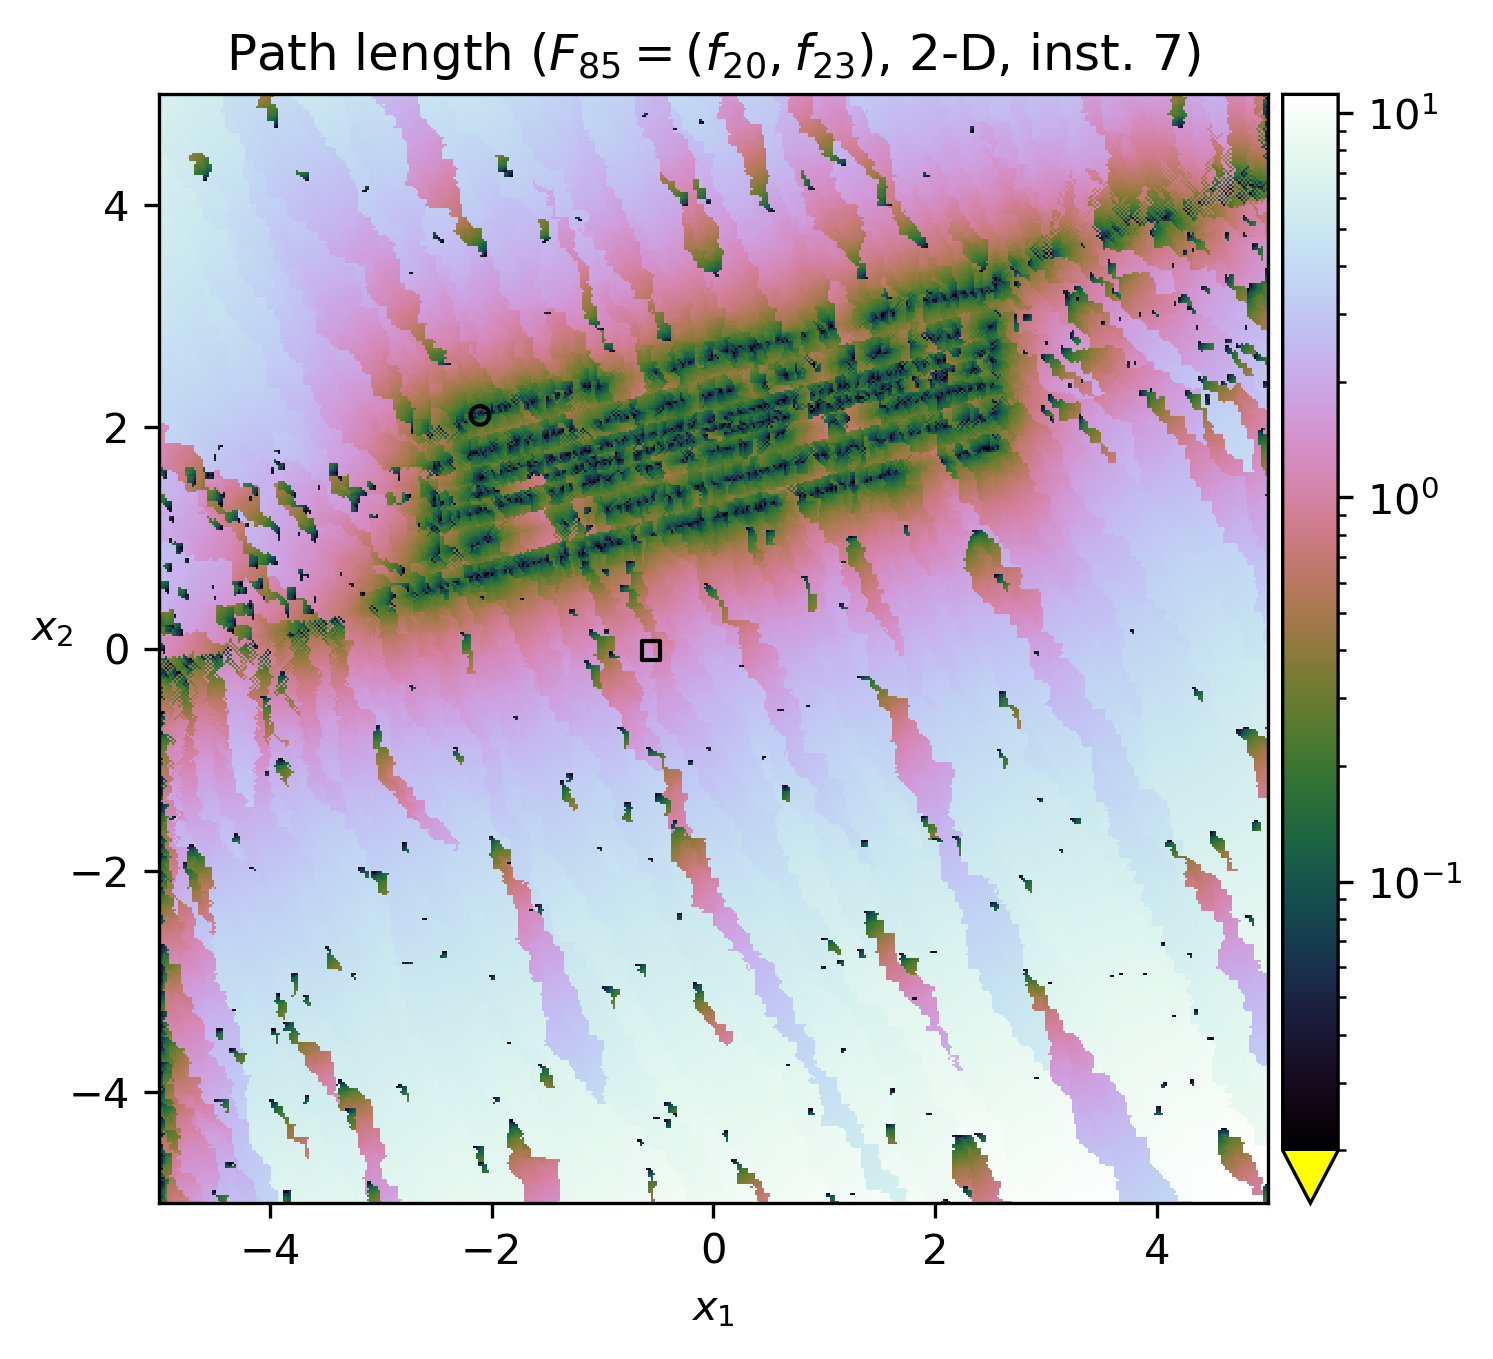 Path length (F₈₅ = (f₂₀, f₂₃), 2-D, inst. 7)
10¹
10⁰
10⁻¹
x₂
4
2
0
−2
−4
−4 −2 0 2 4
x₁